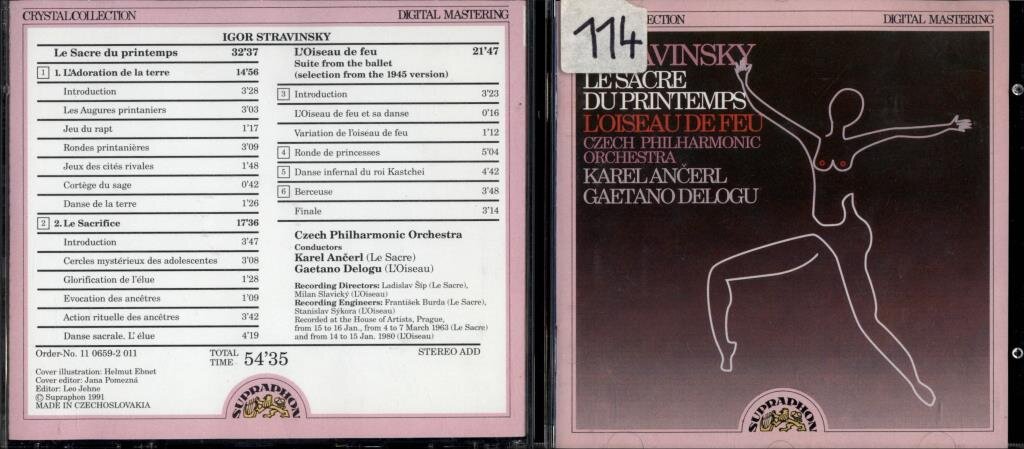 CRYSTALCOLLECTION
DIGITAL MASTERING
IGOR STRAVINSKY
Le Sacre du printemps 32'37
1 1. L'Adoration de la terre 14'56
Introduction 3'28
Les Augures printaniers 3'03
Jeu du rapt 1'17
Rondes printanières 3'09
Jeux des cités rivales 1'48
Cortège du sage 0'42
Danse de la terre 1'26
2 2. Le Sacrifice 17'36
Introduction 3'47
Cercles mystérieux des adolescentes 3'08
Glorification de l'élue 1'28
Evocation des ancêtres 1'09
Action rituelle des ancêtres 3'42
Danse sacrale. L' élue 4'19
L'Oiseau de feu 21'47
Suite from the ballet
(selection from the 1945 version)
3 Introduction 3'23
L'Oiseau de feu et sa danse 0'16
Variation de l'oiseau de feu 1'12
4 Ronde de princesses 5'04
5 Danse infernal du roi Kastchei 4'42
6 Berceuse 3'48
Finale 3'14
Czech Philharmonic Orchestra
Conductors
Karel Ančerl (Le Sacre)
Gaetano Delogu (L'Oiseau)
Recording Directors: Ladislav Šíp (Le Sacre),
Milan Slavický (L'Oiseau)
Recording Engineers: František Burda (Le Sacre),
Stanislav Sýkora (L'Oiseau)
Recorded at the House of Artists, Prague,
from 15 to 16 Jan., from 4 to 7 March 1963 (Le Sacre)
and from 14 to 15 Jan. 1980 (L'Oiseau)
Order-No. 11 0659-2 011
TOTAL
TIME 54'35
STEREO ADD
Cover illustration: Helmut Ebnet
Cover editor: Jana Pomezná
Editor: Leo Jehne
© Supraphon 1991
MADE IN CZECHOSLOVAKIA
SUPRAPHON
114
LECTION
DIGITAL MASTERING
RAVINSKY
LE SACRE
DU PRINTEMPS
L'OISEAU DE FEU
CZECH PHILHARMONIC
ORCHESTRA
KAREL ANČERL
GAETANO DELOGU
SUPRAPHON